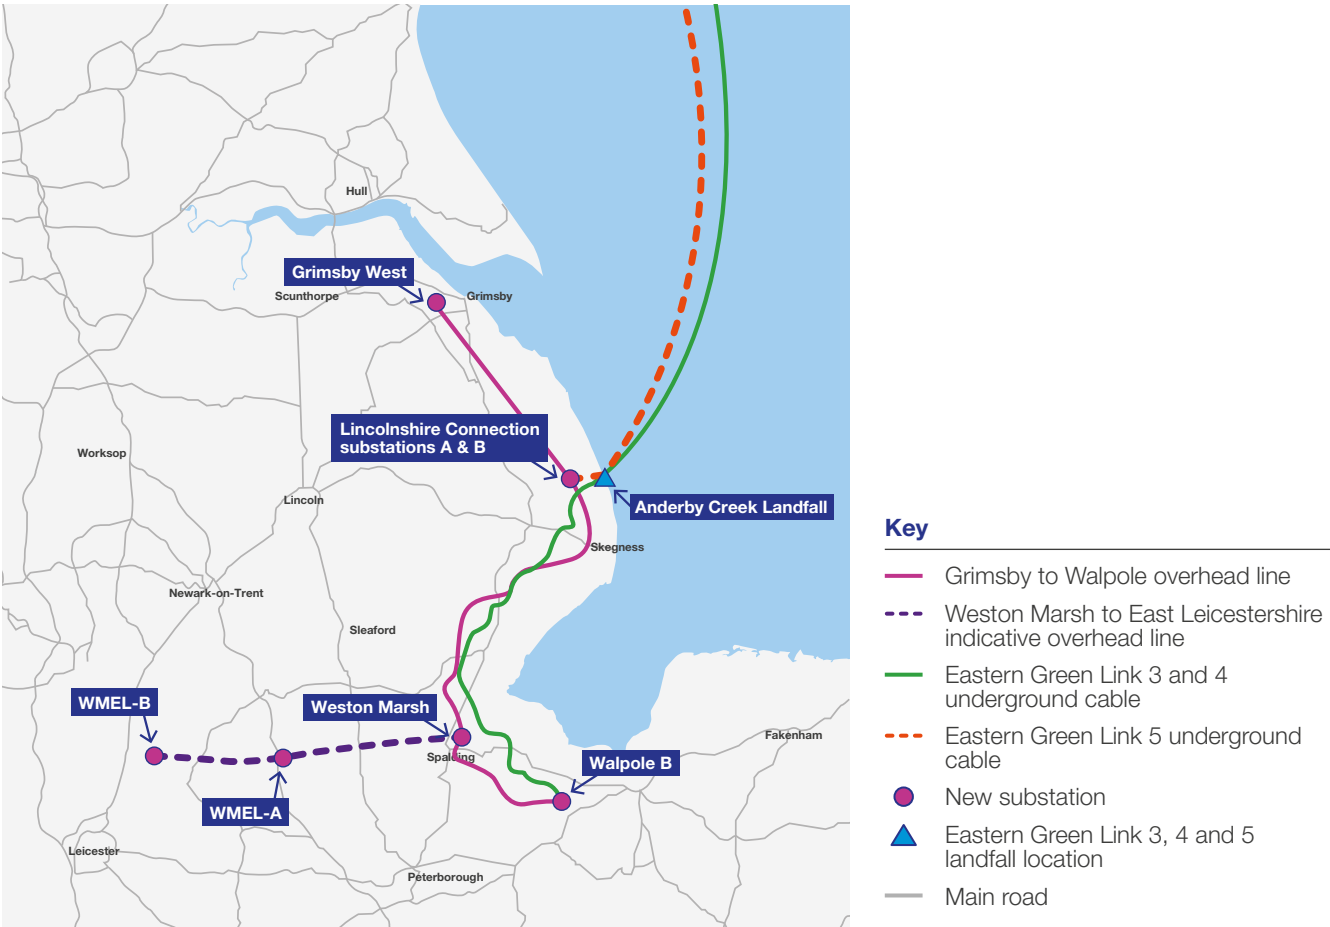 Hull
Grimsby West
Scunthorpe
Grimsby
Lincolnshire Connection
substations A & B
Worksop
Lincoln
Anderby Creek Landfall
Skegness
Newark-on-Trent
Sleaford
WMEL-B
Weston Marsh
Fakenham
Spalding
Walpole B
WMEL-A
Leicester
Peterborough
Key
Grimsby to Walpole overhead line
Weston Marsh to East Leicestershire
indicative overhead line
Eastern Green Link 3 and 4
underground cable
Eastern Green Link 5 underground
cable
New substation
Eastern Green Link 3, 4 and 5
landfall location
Main road